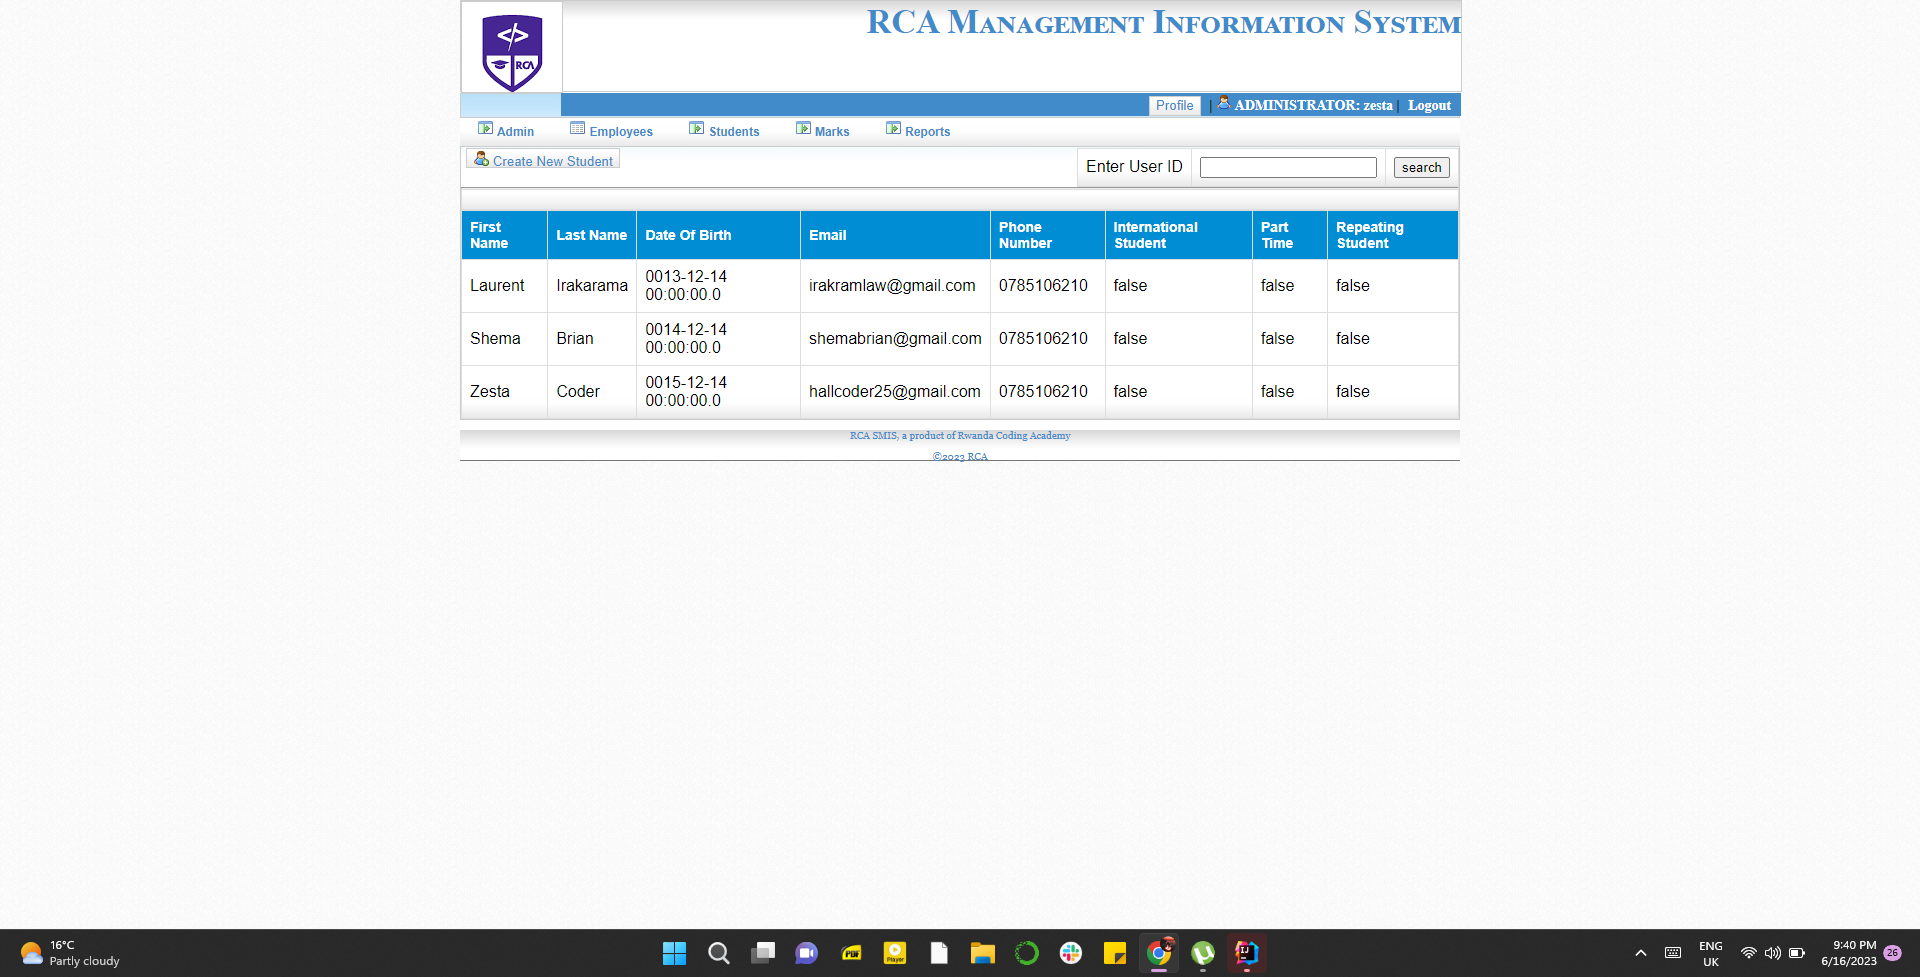 RCA Management Information System
</>
RCA
Profile | ADMINISTRATOR: zesta | Logout
Admin Employees Students Marks Reports
Create New Student Enter User ID search
First Name Last Name Date Of Birth Email Phone Number International Student Part Time Repeating Student
Laurent Irakarama 0013-12-14 00:00:00.0 irakramlaw@gmail.com 0785106210 false false false
Shema Brian 0014-12-14 00:00:00.0 shemabrian@gmail.com 0785106210 false false false
Zesta Coder 0015-12-14 00:00:00.0 hallcoder25@gmail.com 0785106210 false false false
RCA SMIS, a product of Rwanda Coding Academy
©2023 RCA
16°C
Partly cloudy
PDF
Player
IJ
ENG
UK
9:40 PM
6/16/2023
26